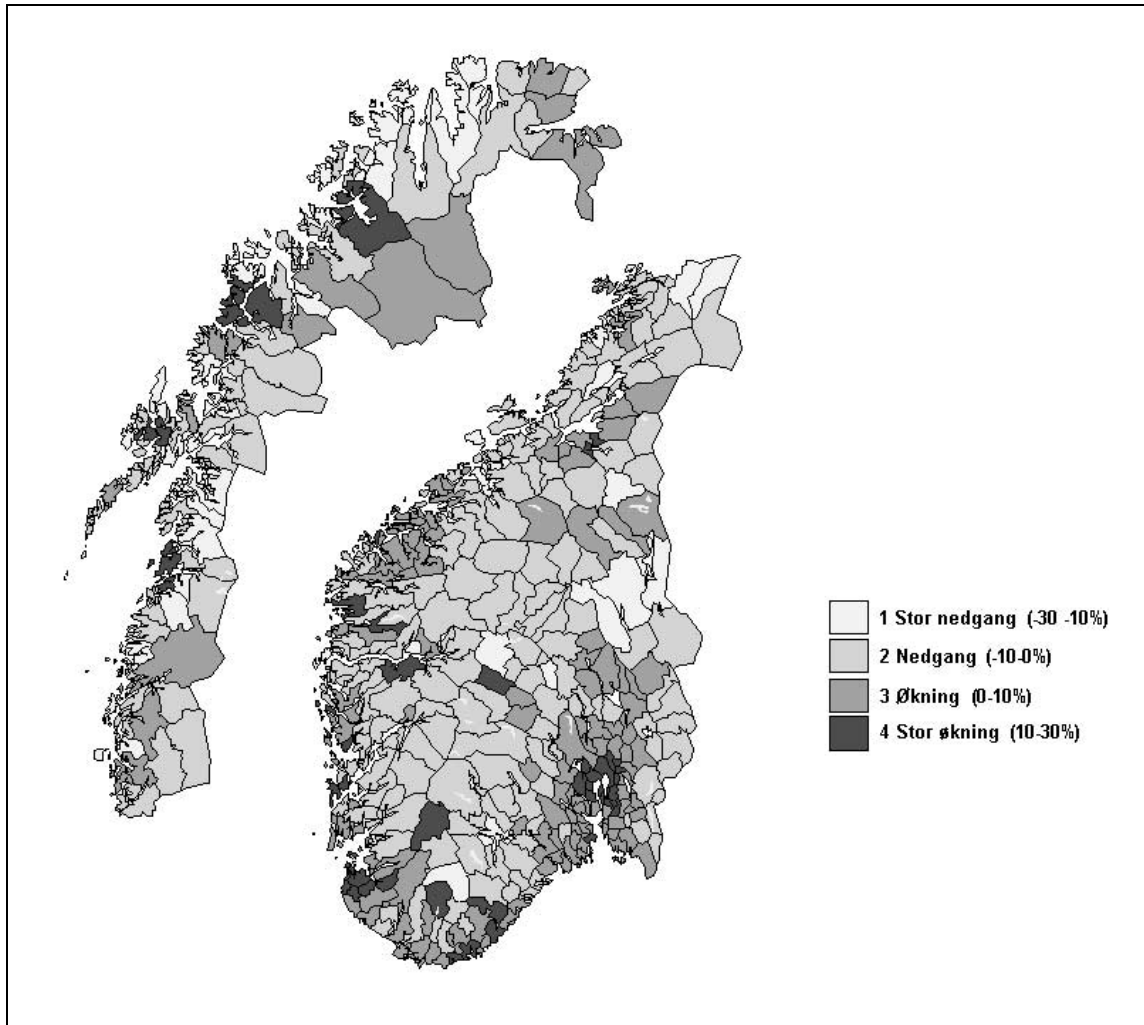 1 Stor nedgang (-30 -10%)
2 Nedgang (-10-0%)
3 Økning (0-10%)
4 Stor økning (10-30%)